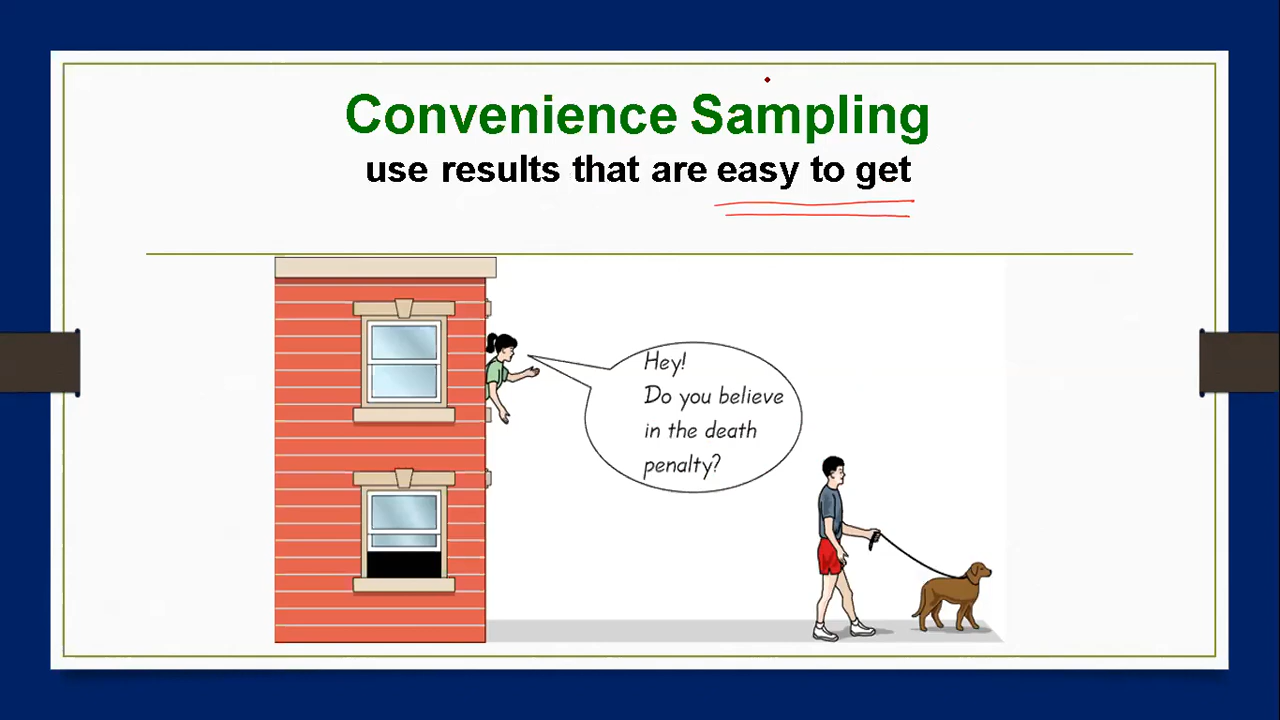 Convenience Sampling
use results that are easy to get
Hey!
Do you believe
in the death
penalty?